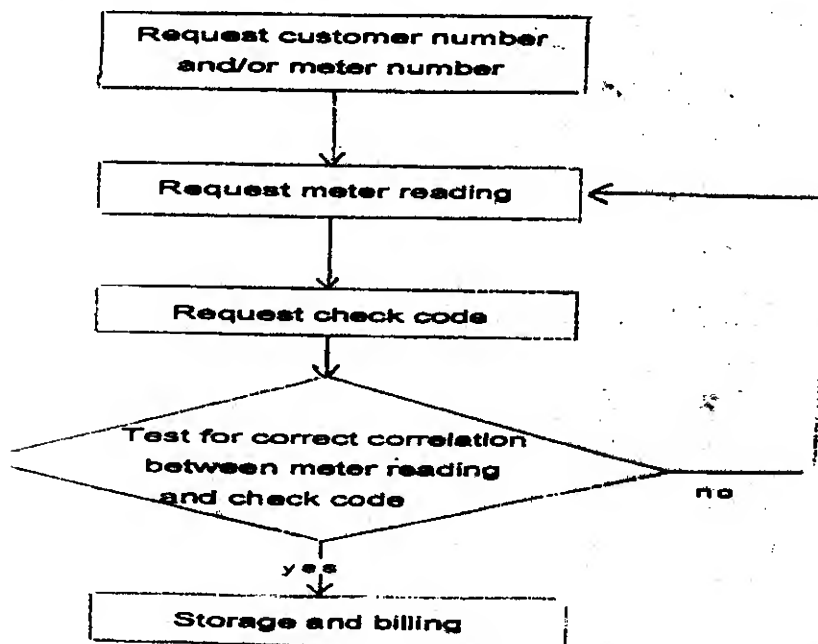 Request customer number
and/or meter number
Request meter reading
Request check code
Test for correct correlation
between meter reading
and check code
no
yes
Storage and billing